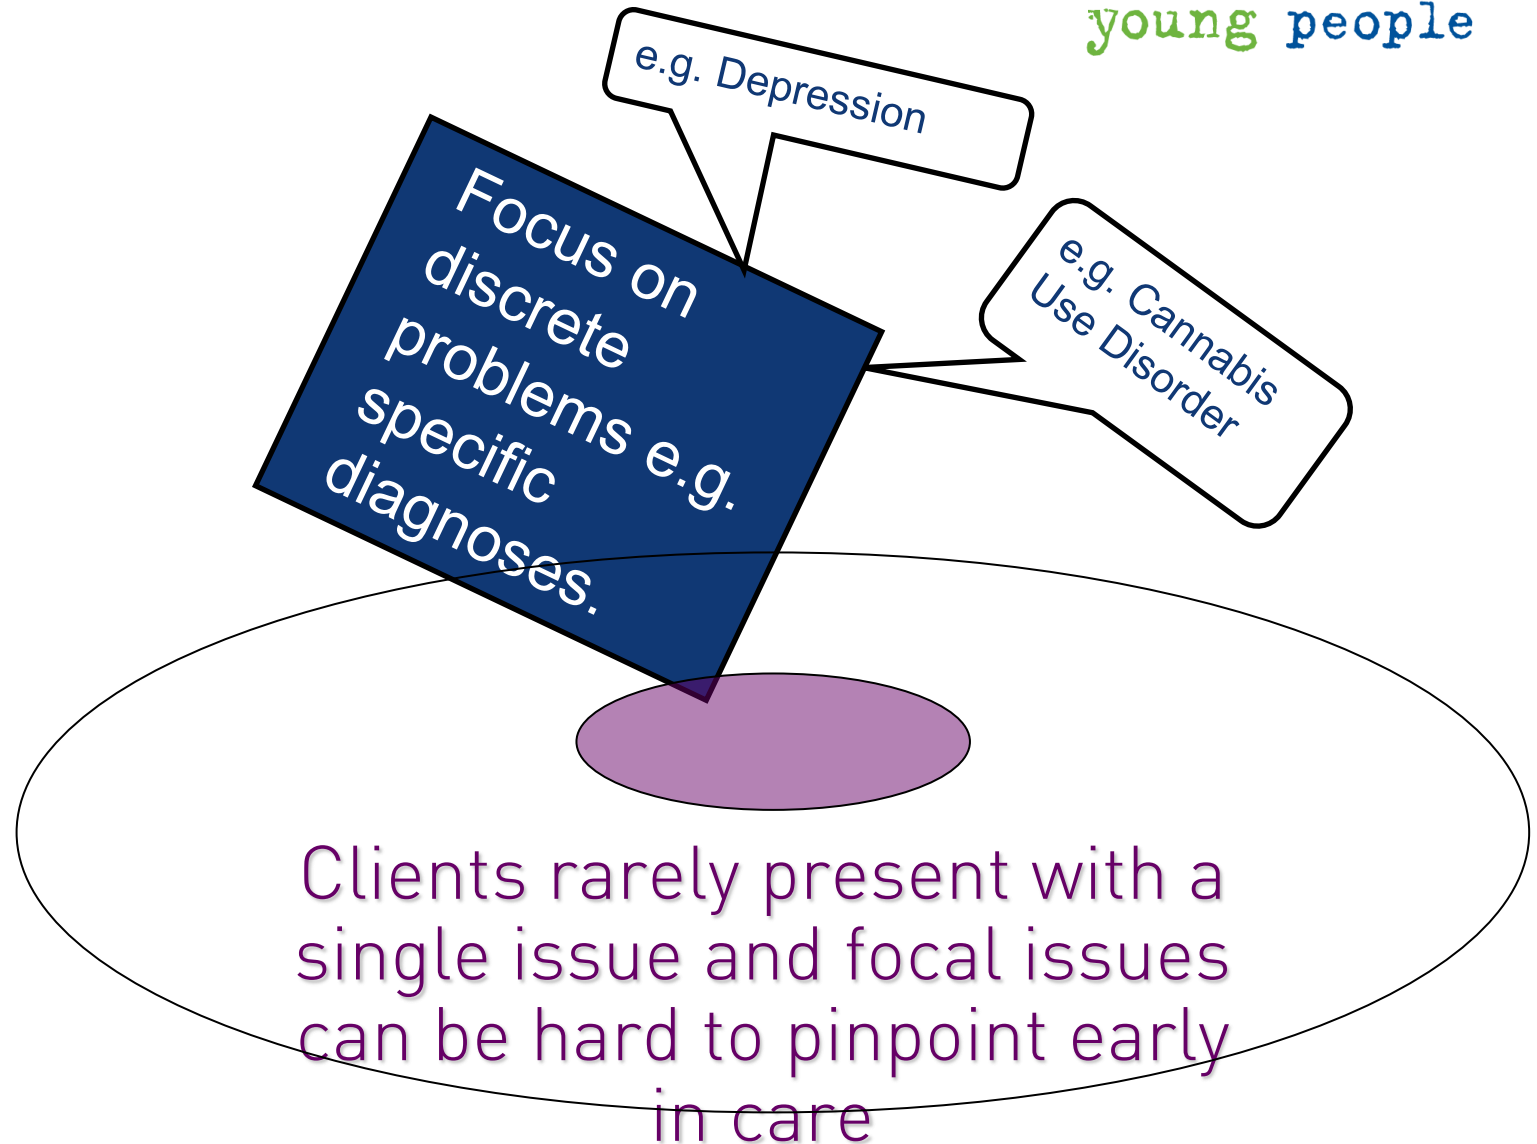 young people
e.g. Depression
e.g. Cannabis
Use Disorder
Focus on
discrete
problems e.g.
specific
diagnoses.
Clients rarely present with a
single issue and focal issues
can be hard to pinpoint early
in care